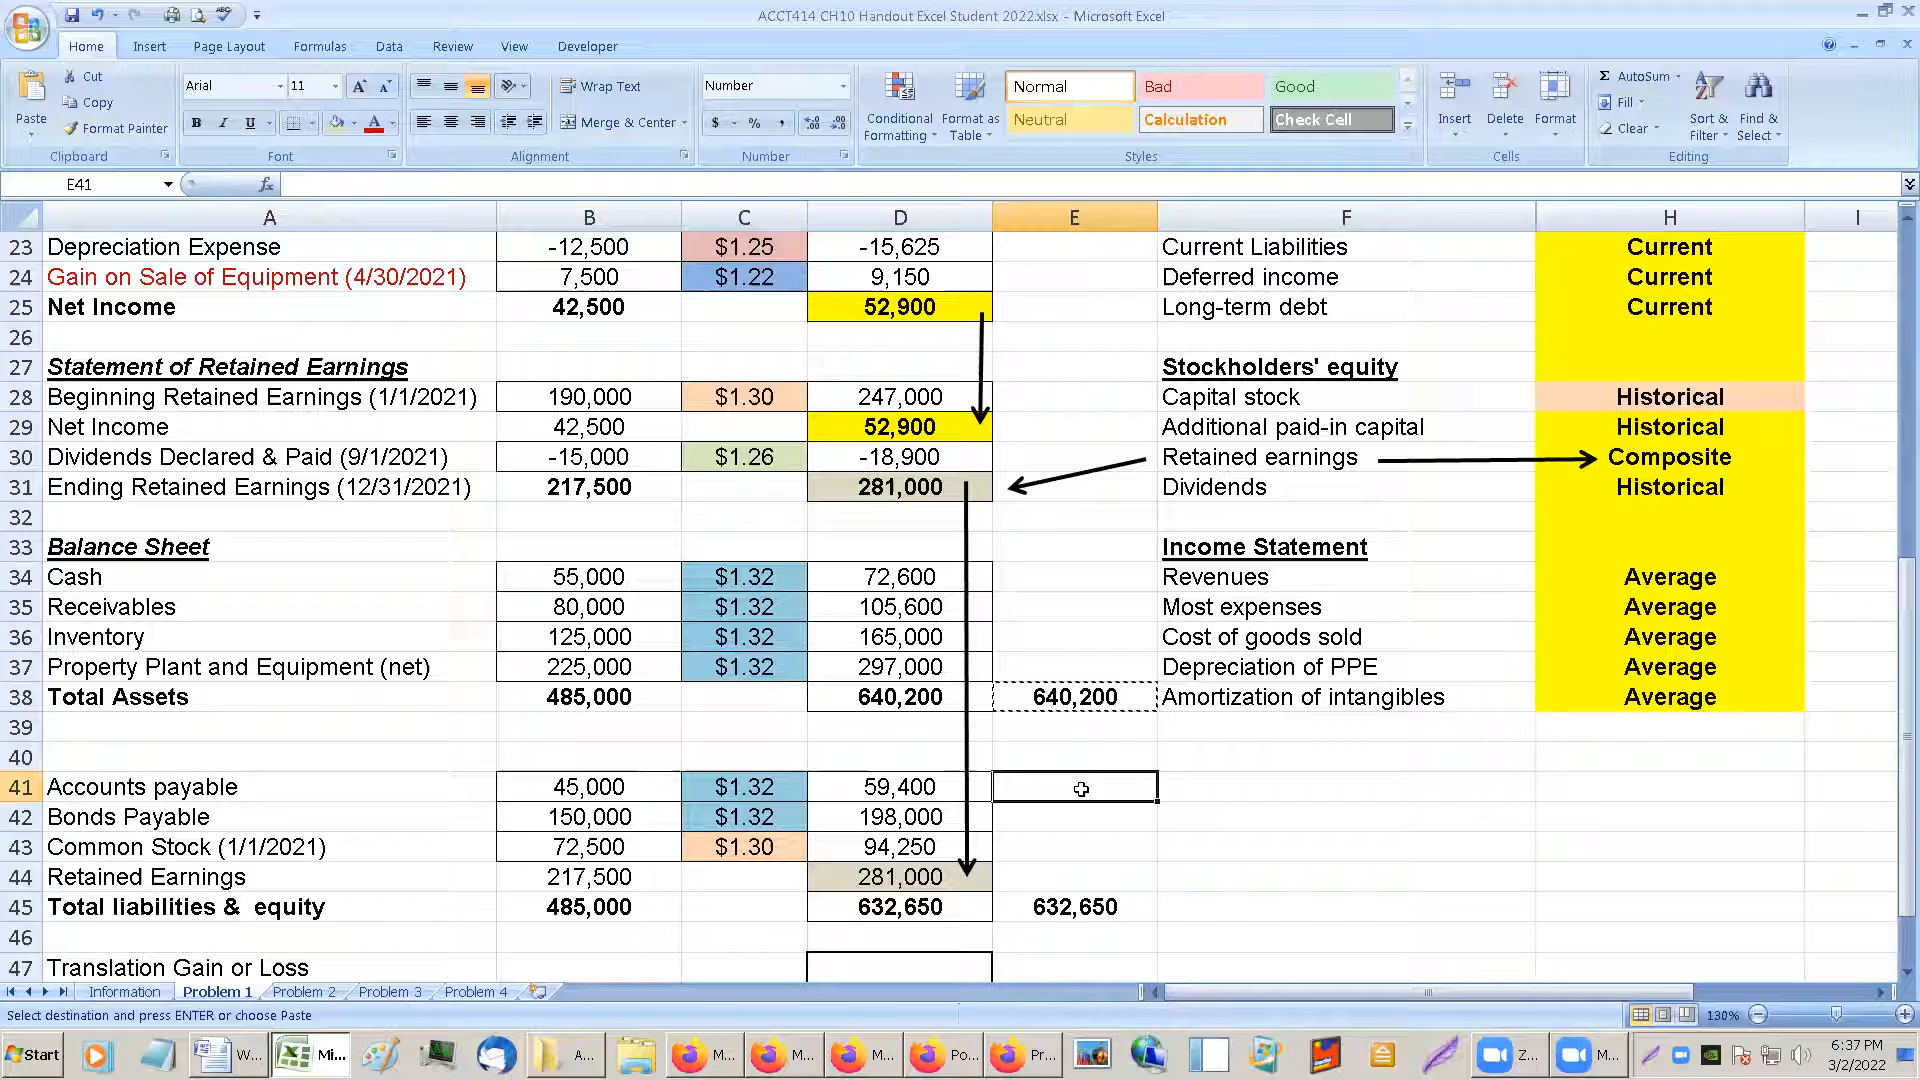 ACCT414 CH10 Handout Excel Student 2022.xlsx - Microsoft Excel
Home Insert Page Layout Formulas Data Review View Developer
Paste Cut Copy Format Painter Clipboard
Arial 11 B I U Font
Wrap Text Merge & Center Alignment
Number $ % , Number
Conditional Formatting Format as Table
Normal Bad Good
Neutral Calculation Check Cell
Styles
Insert Delete Format Cells
AutoSum Fill Clear Sort & Filter Find & Select Editing
E41 fx
A B C D E F H I
23 Depreciation Expense -12,500 $1.25 -15,625 Current Liabilities Current
24 Gain on Sale of Equipment (4/30/2021) 7,500 $1.22 9,150 Deferred income Current
25 Net Income 42,500 52,900 Long-term debt Current
26
27 Statement of Retained Earnings Stockholders' equity
28 Beginning Retained Earnings (1/1/2021) 190,000 $1.30 247,000 Capital stock Historical
29 Net Income 42,500 52,900 Additional paid-in capital Historical
30 Dividends Declared & Paid (9/1/2021) -15,000 $1.26 -18,900 Retained earnings Composite
31 Ending Retained Earnings (12/31/2021) 217,500 281,000 Dividends Historical
32
33 Balance Sheet Income Statement
34 Cash 55,000 $1.32 72,600 Revenues Average
35 Receivables 80,000 $1.32 105,600 Most expenses Average
36 Inventory 125,000 $1.32 165,000 Cost of goods sold Average
37 Property Plant and Equipment (net) 225,000 $1.32 297,000 Depreciation of PPE Average
38 Total Assets 485,000 640,200 640,200 Amortization of intangibles Average
39
40
41 Accounts payable 45,000 $1.32 59,400
42 Bonds Payable 150,000 $1.32 198,000
43 Common Stock (1/1/2021) 72,500 $1.30 94,250
44 Retained Earnings 217,500 281,000
45 Total liabilities & equity 485,000 632,650 632,650
46
47 Translation Gain or Loss
Information Problem 1 Problem 2 Problem 3 Problem 4
Select destination and press ENTER or choose Paste 130%
Start W... Mi... A... M... M... M... Po... Pr... Z... M... 6:37 PM
3/2/2022